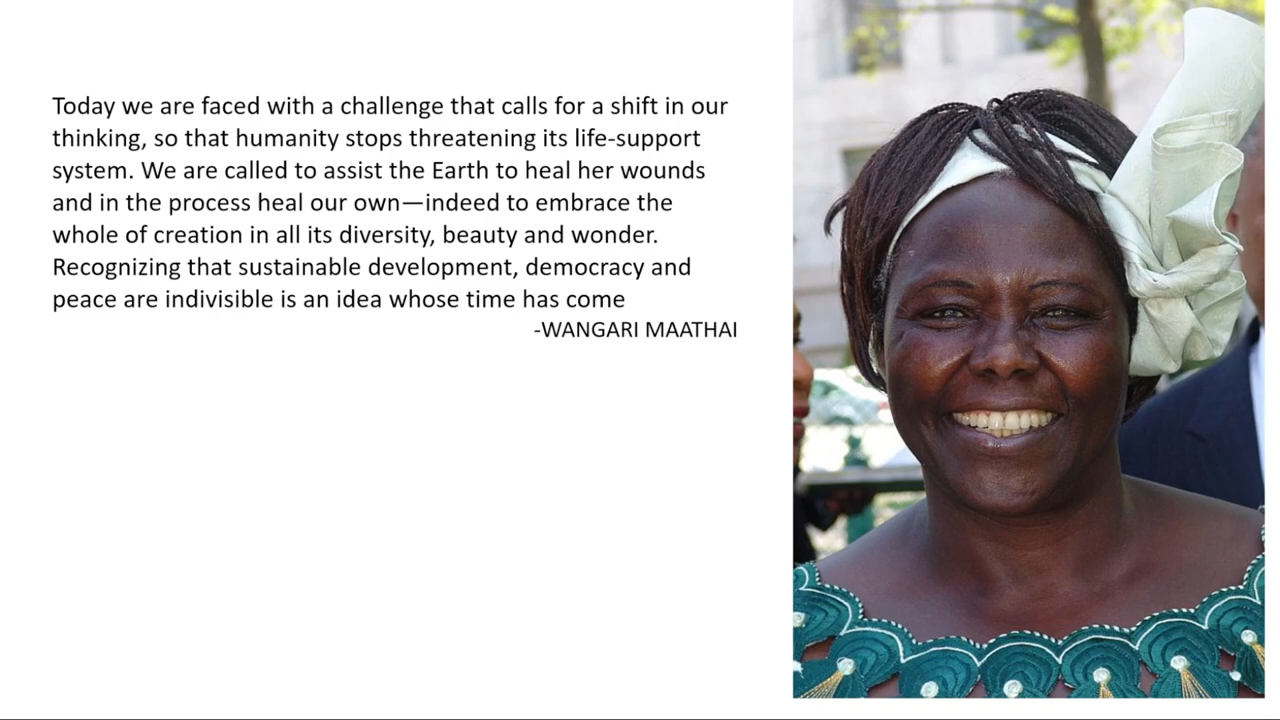 Today we are faced with a challenge that calls for a shift in our
thinking, so that humanity stops threatening its life-support
system. We are called to assist the Earth to heal her wounds
and in the process heal our own—indeed to embrace the
whole of creation in all its diversity, beauty and wonder.
Recognizing that sustainable development, democracy and
peace are indivisible is an idea whose time has come
-WANGARI MAATHAI